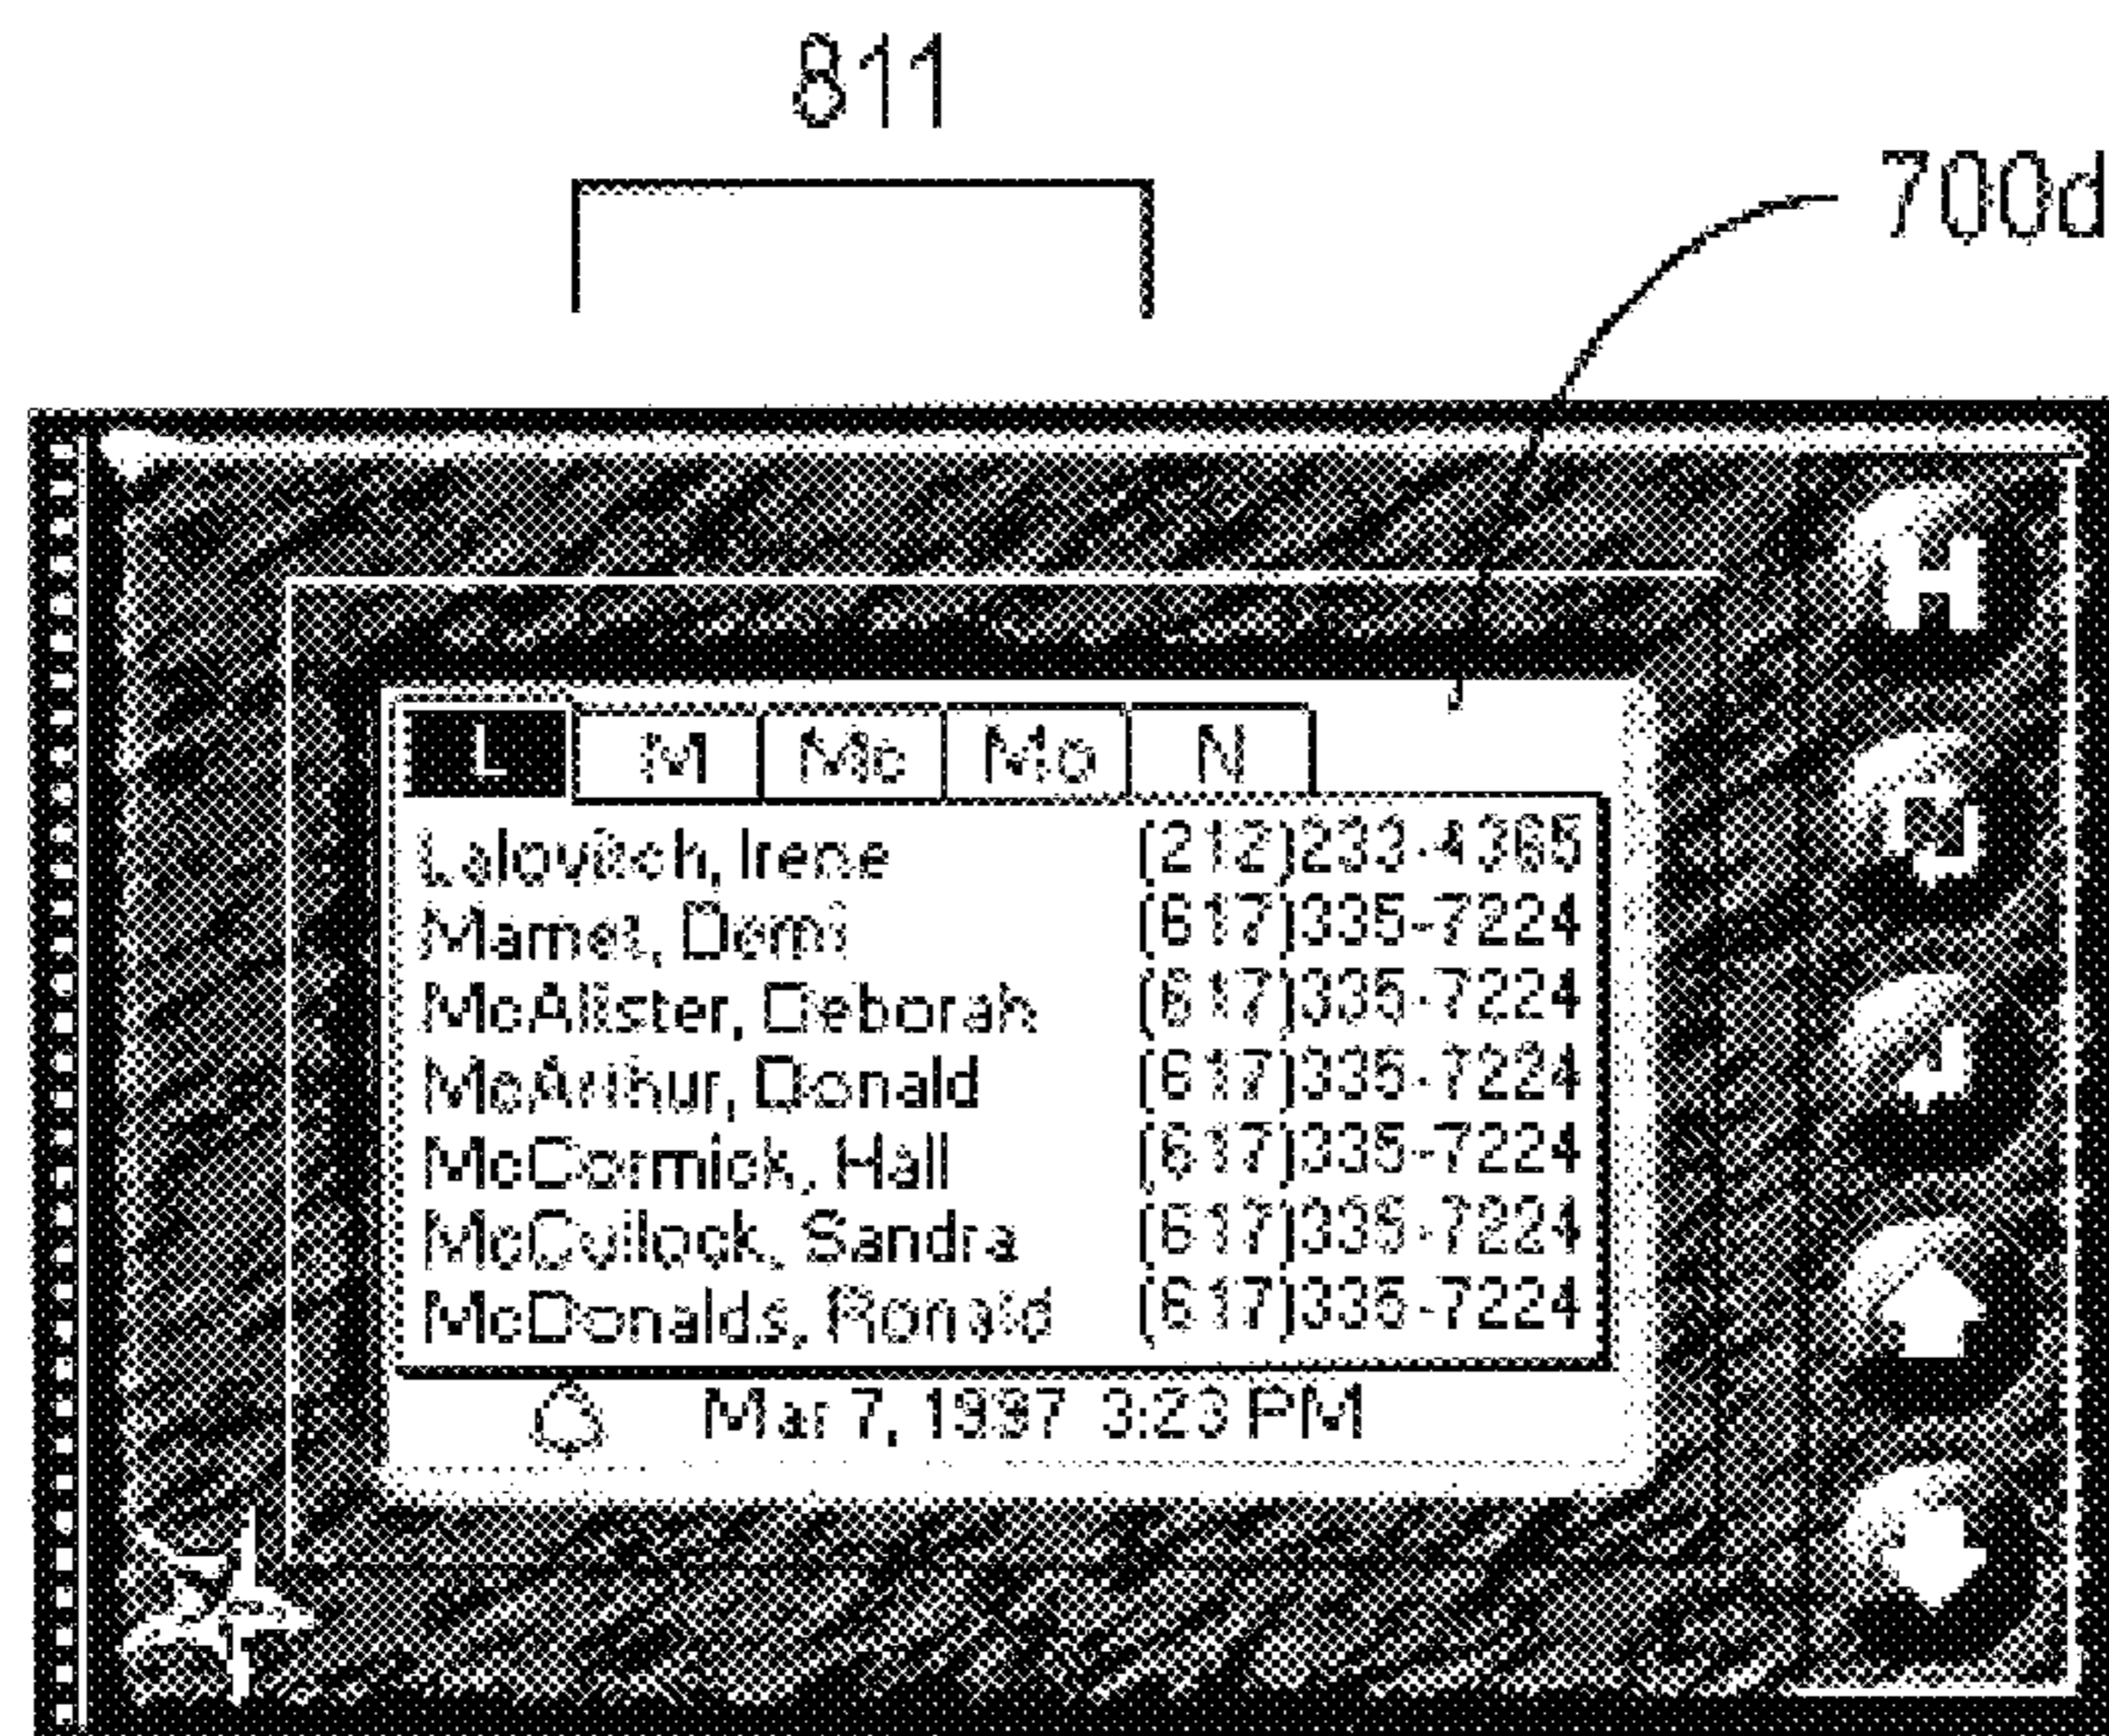 811
700d
H
L M Mc Mo N
Lalovitch, Irene (212)233-4365
Mamet, Demi (617)335-7224
McAlister, Deborah (617)335-7224
McArthur, Donald (617)335-7224
McCormick, Hall (617)335-7224
McCullock, Sandra (617)335-7224
McDonalds, Ronald (617)335-7224
Mar 7, 1997 3:23 PM